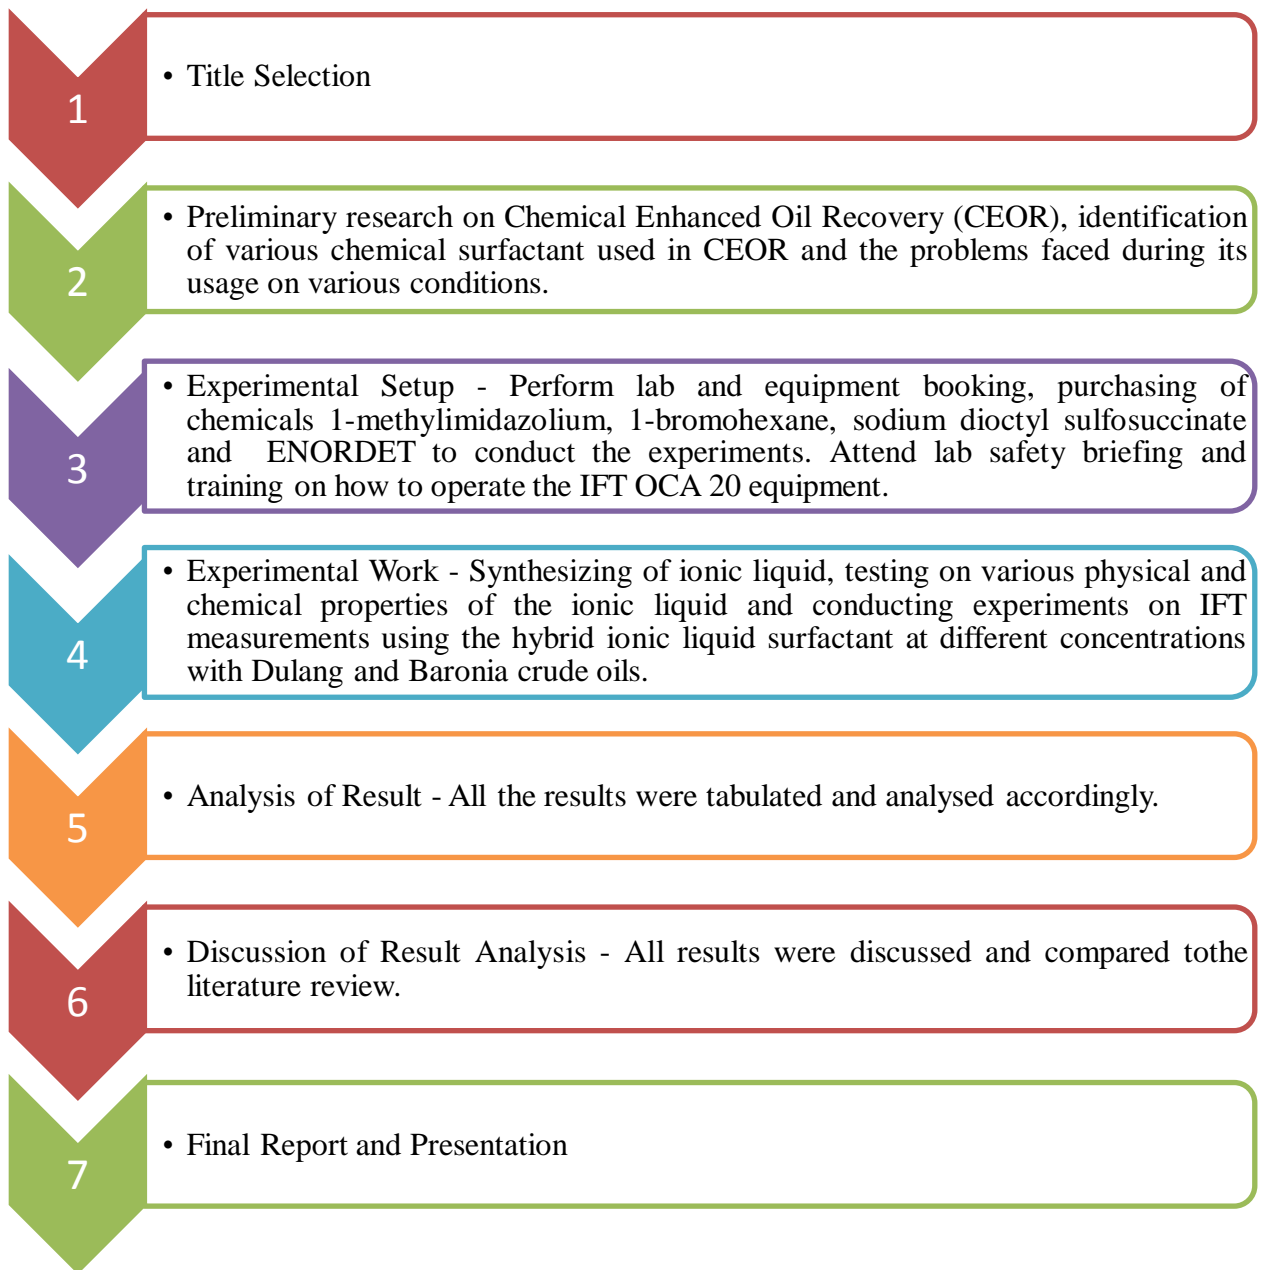 1
• Title Selection
2
• Preliminary research on Chemical Enhanced Oil Recovery (CEOR), identification
of various chemical surfactant used in CEOR and the problems faced during its
usage on various conditions.
3
• Experimental Setup - Perform lab and equipment booking, purchasing of
chemicals 1-methylimidazolium, 1-bromohexane, sodium dioctyl sulfosuccinate
and ENORDET to conduct the experiments. Attend lab safety briefing and
training on how to operate the IFT OCA 20 equipment.
4
• Experimental Work - Synthesizing of ionic liquid, testing on various physical and
chemical properties of the ionic liquid and conducting experiments on IFT
measurements using the hybrid ionic liquid surfactant at different concentrations
with Dulang and Baronia crude oils.
5
• Analysis of Result - All the results were tabulated and analysed accordingly.
6
• Discussion of Result Analysis - All results were discussed and compared tothe
literature review.
7
• Final Report and Presentation